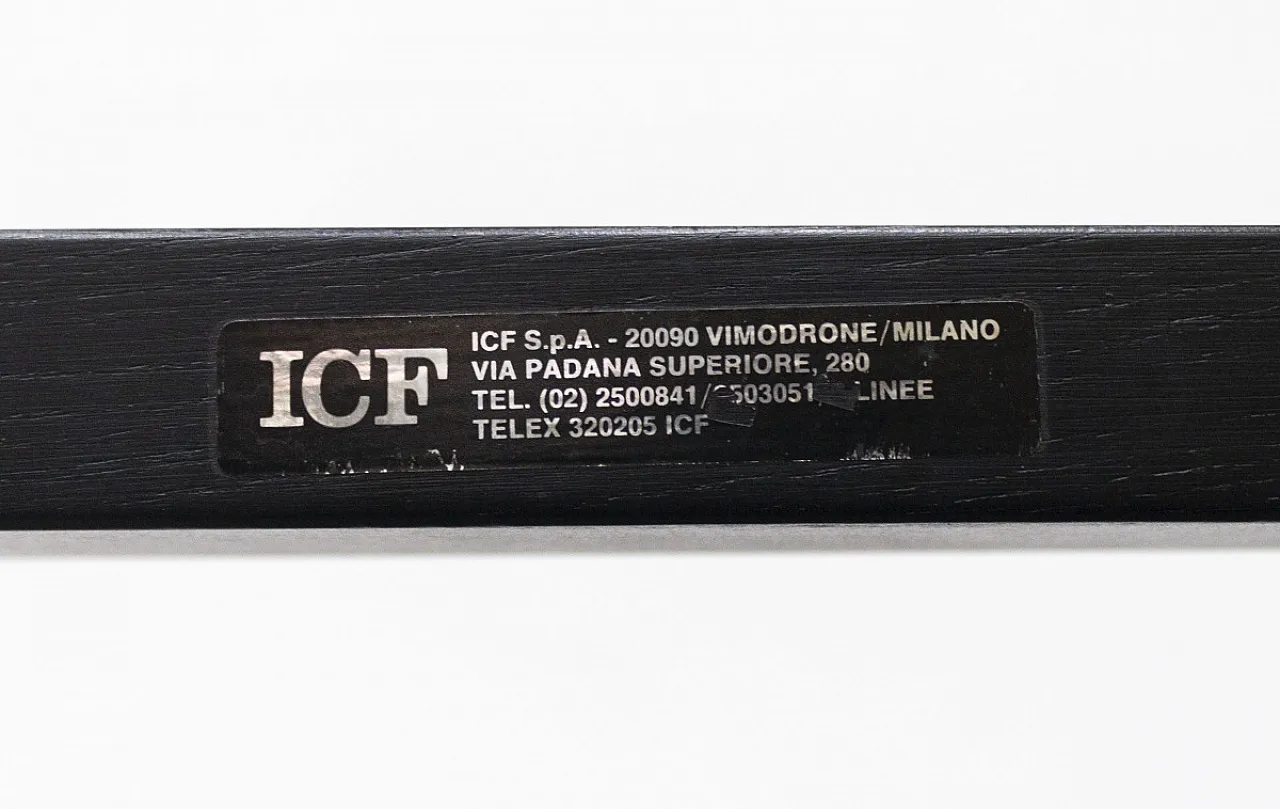 ICF
ICF S.p.A. - 20090 VIMODRONE/MILANO
VIA PADANA SUPERIORE, 280
TEL. (02) 2500841/ LINEE
TELEX 320205 ICF